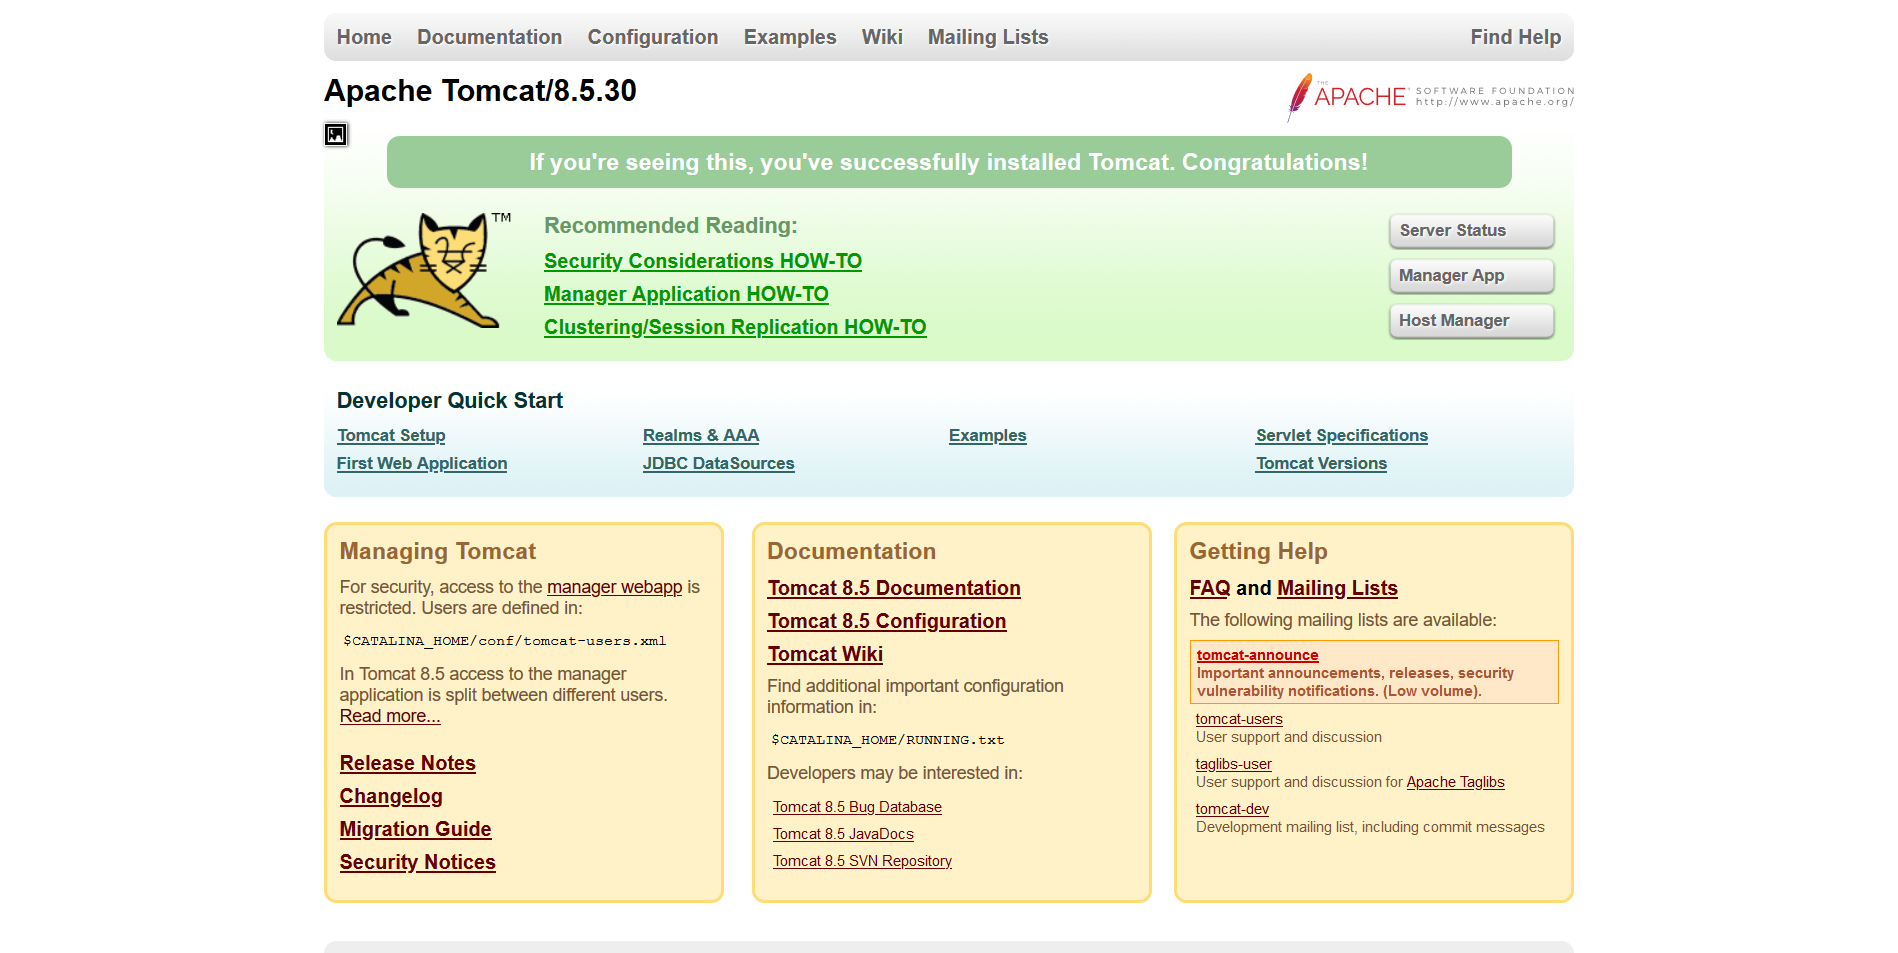 Home Documentation Configuration Examples Wiki Mailing Lists Find Help
Apache Tomcat/8.5.30
THE
APACHE® SOFTWARE FOUNDATION
http://www.apache.org/
If you're seeing this, you've successfully installed Tomcat. Congratulations!
TM
Recommended Reading:
Security Considerations HOW-TO
Manager Application HOW-TO
Clustering/Session Replication HOW-TO
Server Status
Manager App
Host Manager
Developer Quick Start
Tomcat Setup
First Web Application
Realms & AAA
JDBC DataSources
Examples
Servlet Specifications
Tomcat Versions
Managing Tomcat
For security, access to the manager webapp is
restricted. Users are defined in:
$CATALINA_HOME/conf/tomcat-users.xml
In Tomcat 8.5 access to the manager
application is split between different users.
Read more...
Release Notes
Changelog
Migration Guide
Security Notices
Documentation
Tomcat 8.5 Documentation
Tomcat 8.5 Configuration
Tomcat Wiki
Find additional important configuration
information in:
$CATALINA_HOME/RUNNING.txt
Developers may be interested in:
Tomcat 8.5 Bug Database
Tomcat 8.5 JavaDocs
Tomcat 8.5 SVN Repository
Getting Help
FAQ and Mailing Lists
The following mailing lists are available:
tomcat-announce
Important announcements, releases, security
vulnerability notifications. (Low volume).
tomcat-users
User support and discussion
taglibs-user
User support and discussion for Apache Taglibs
tomcat-dev
Development mailing list, including commit messages